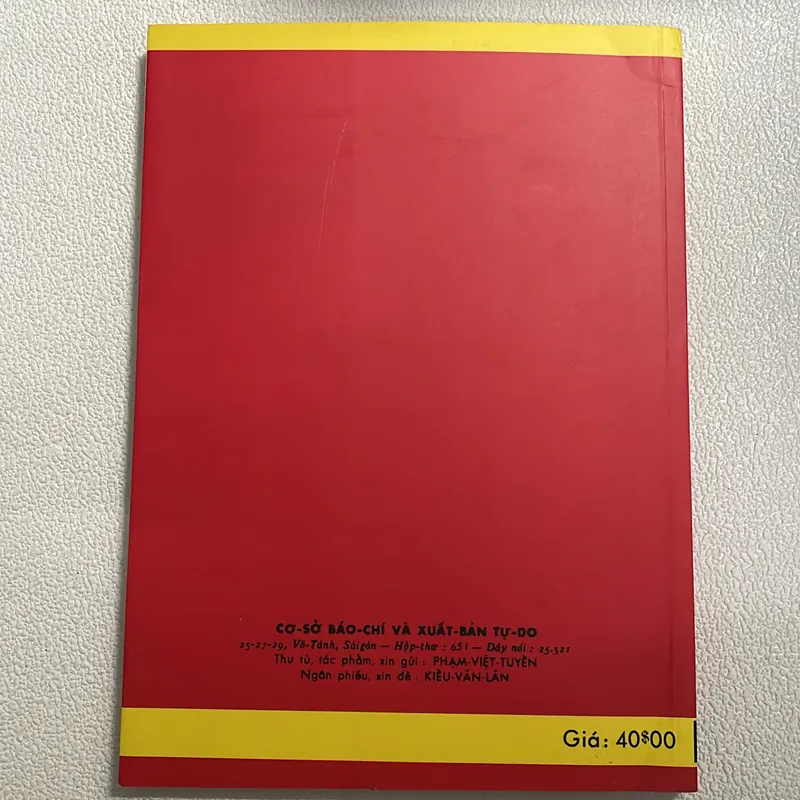 CƠ-SỞ BÁO-CHÍ VÀ XUẤT-BẢN TỰ-DO
25-27-29, Võ-Tánh, Sáigòn — Hộp-thư : 651 — Dây nói : 25.521
Thư từ, tác phẩm, xin gửi : PHẠM-VIỆT-TUYỀN
Ngân phiếu, xin đề : KIỀU-VĂN-LÂN
Giá: 40$00